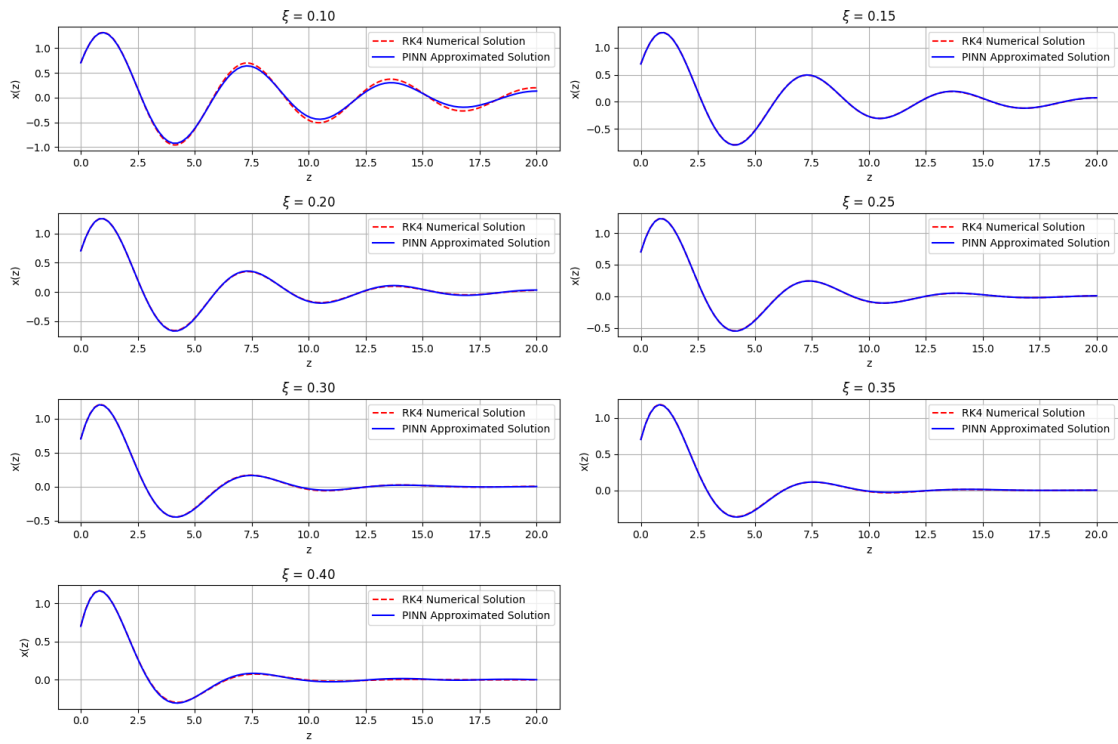 ξ = 0.10
x(z)
1.0
0.5
0.0
−0.5
−1.0
RK4 Numerical Solution
PINN Approximated Solution
0.0 2.5 5.0 7.5 10.0 12.5 15.0 17.5 20.0
z
ξ = 0.15
x(z)
1.0
0.5
0.0
−0.5
RK4 Numerical Solution
PINN Approximated Solution
0.0 2.5 5.0 7.5 10.0 12.5 15.0 17.5 20.0
z
ξ = 0.20
x(z)
1.0
0.5
0.0
−0.5
RK4 Numerical Solution
PINN Approximated Solution
0.0 2.5 5.0 7.5 10.0 12.5 15.0 17.5 20.0
z
ξ = 0.25
x(z)
1.0
0.5
0.0
−0.5
RK4 Numerical Solution
PINN Approximated Solution
0.0 2.5 5.0 7.5 10.0 12.5 15.0 17.5 20.0
z
ξ = 0.30
x(z)
1.0
0.5
0.0
−0.5
RK4 Numerical Solution
PINN Approximated Solution
0.0 2.5 5.0 7.5 10.0 12.5 15.0 17.5 20.0
z
ξ = 0.35
x(z)
1.0
0.5
0.0
RK4 Numerical Solution
PINN Approximated Solution
0.0 2.5 5.0 7.5 10.0 12.5 15.0 17.5 20.0
z
ξ = 0.40
x(z)
1.0
0.5
0.0
RK4 Numerical Solution
PINN Approximated Solution
0.0 2.5 5.0 7.5 10.0 12.5 15.0 17.5 20.0
z